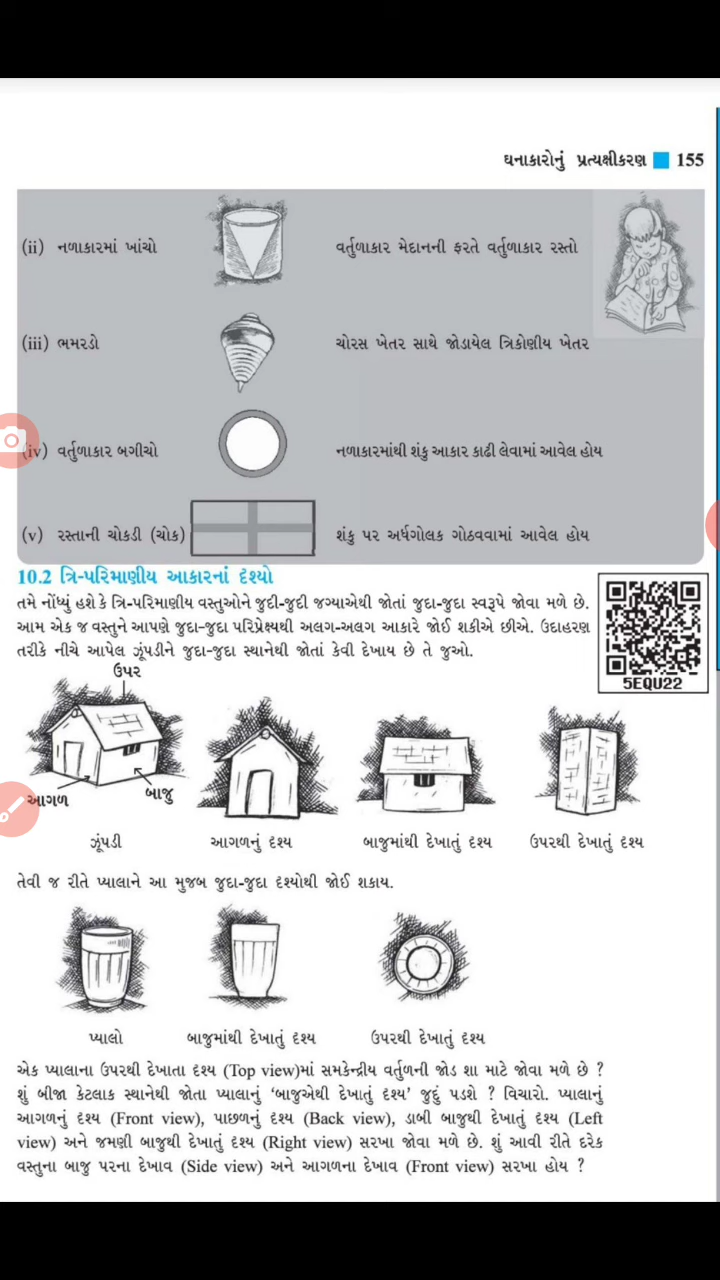 ઘનાકારોનું પ્રત્યક્ષીકરણ 155
(ii) નળાકારમાં ખાંચો વર્તુળાકાર મેદાનની ફરતે વર્તુળાકાર રસ્તો
(iii) ભમરડો ચોરસ ખેતર સાથે જોડાયેલ ત્રિકોણીય ખેતર
(iv) વર્તુળાકાર બગીચો નળાકારમાંથી શંકુ આકાર કાઢી લેવામાં આવેલ હોય
(v) રસ્તાની ચોકડી (ચોક) શંકુ પર અર્ધગોલક ગોઠવવામાં આવેલ હોય
10.2 ત્રિ-પરિમાણીય આકારનાં દૃશ્યો
તમે નોંધ્યું હશે કે ત્રિ-પરિમાણીય વસ્તુઓને જુદી-જુદી જગ્યાએથી જોતાં જુદા-જુદા સ્વરૂપે જોવા મળે છે.
આમ એક જ વસ્તુને આપણે જુદા-જુદા પરિપ્રેક્ષ્યથી અલગ-અલગ આકારે જોઈ શકીએ છીએ. ઉદાહરણ
તરીકે નીચે આપેલ ઝૂંપડીને જુદા-જુદા સ્થાનેથી જોતાં કેવી દેખાય છે તે જુઓ.
5EQU22
ઉપર
આગળ બાજુ
ઝૂંપડી આગળનું દૃશ્ય બાજુમાંથી દેખાતું દૃશ્ય ઉપરથી દેખાતું દૃશ્ય
તેવી જ રીતે પ્યાલાને આ મુજબ જુદા-જુદા દૃશ્યોથી જોઈ શકાય.
પ્યાલો બાજુમાંથી દેખાતું દૃશ્ય ઉપરથી દેખાતું દૃશ્ય
એક પ્યાલાના ઉપરથી દેખાતા દૃશ્ય (Top view)માં સમકેન્દ્રીય વર્તુળની જોડ શા માટે જોવા મળે છે ?
શું બીજા કેટલાક સ્થાનેથી જોતા પ્યાલાનું ‘બાજુએથી દેખાતું દૃશ્ય’ જુદું પડશે ? વિચારો. પ્યાલાનું
આગળનું દૃશ્ય (Front view), પાછળનું દૃશ્ય (Back view), ડાબી બાજુથી દેખાતું દૃશ્ય (Left
view) અને જમણી બાજુથી દેખાતું દૃશ્ય (Right view) સરખા જોવા મળે છે. શું આવી રીતે દરેક
વસ્તુના બાજુ પરના દેખાવ (Side view) અને આગળના દેખાવ (Front view) સરખા હોય ?